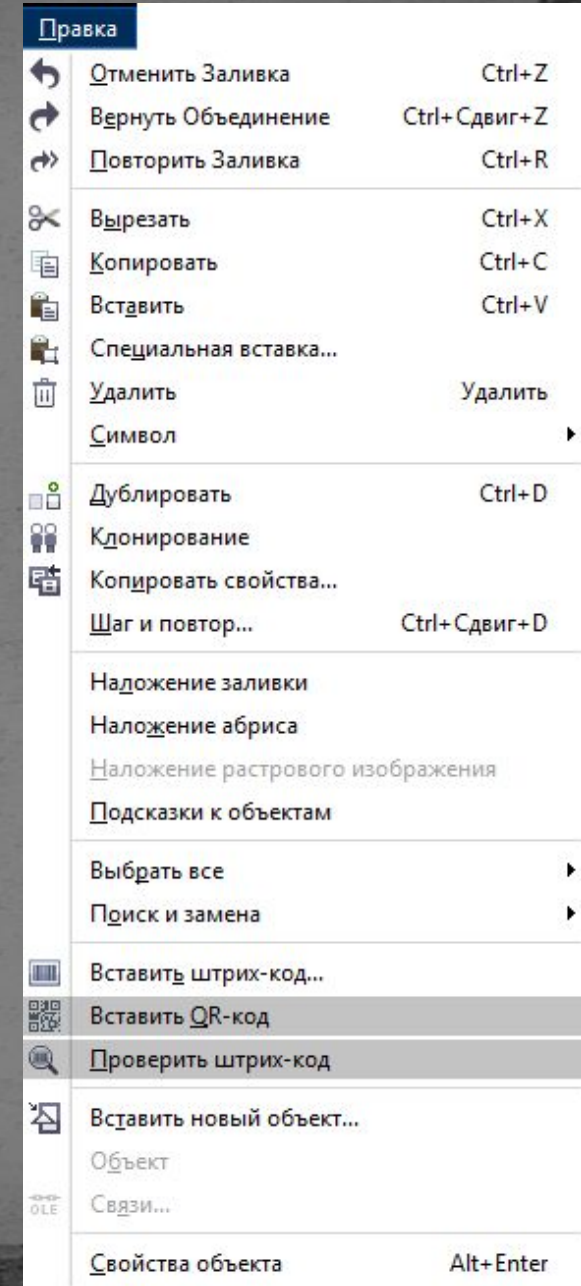 Правка
Отменить Заливка Ctrl+Z
Вернуть Объединение Ctrl+Сдвиг+Z
Повторить Заливка Ctrl+R
Вырезать Ctrl+X
Копировать Ctrl+C
Вставить Ctrl+V
Специальная вставка...
Удалить Удалить
Символ
Дублировать Ctrl+D
Клонирование
Копировать свойства...
Шаг и повтор... Ctrl+Сдвиг+D
Наложение заливки
Наложение абриса
Наложение растрового изображения
Подсказки к объектам
Выбрать все
Поиск и замена
Вставить штрих-код...
Вставить QR-код
Проверить штрих-код
Вставить новый объект...
Объект
OLE Связи...
Свойства объекта Alt+Enter